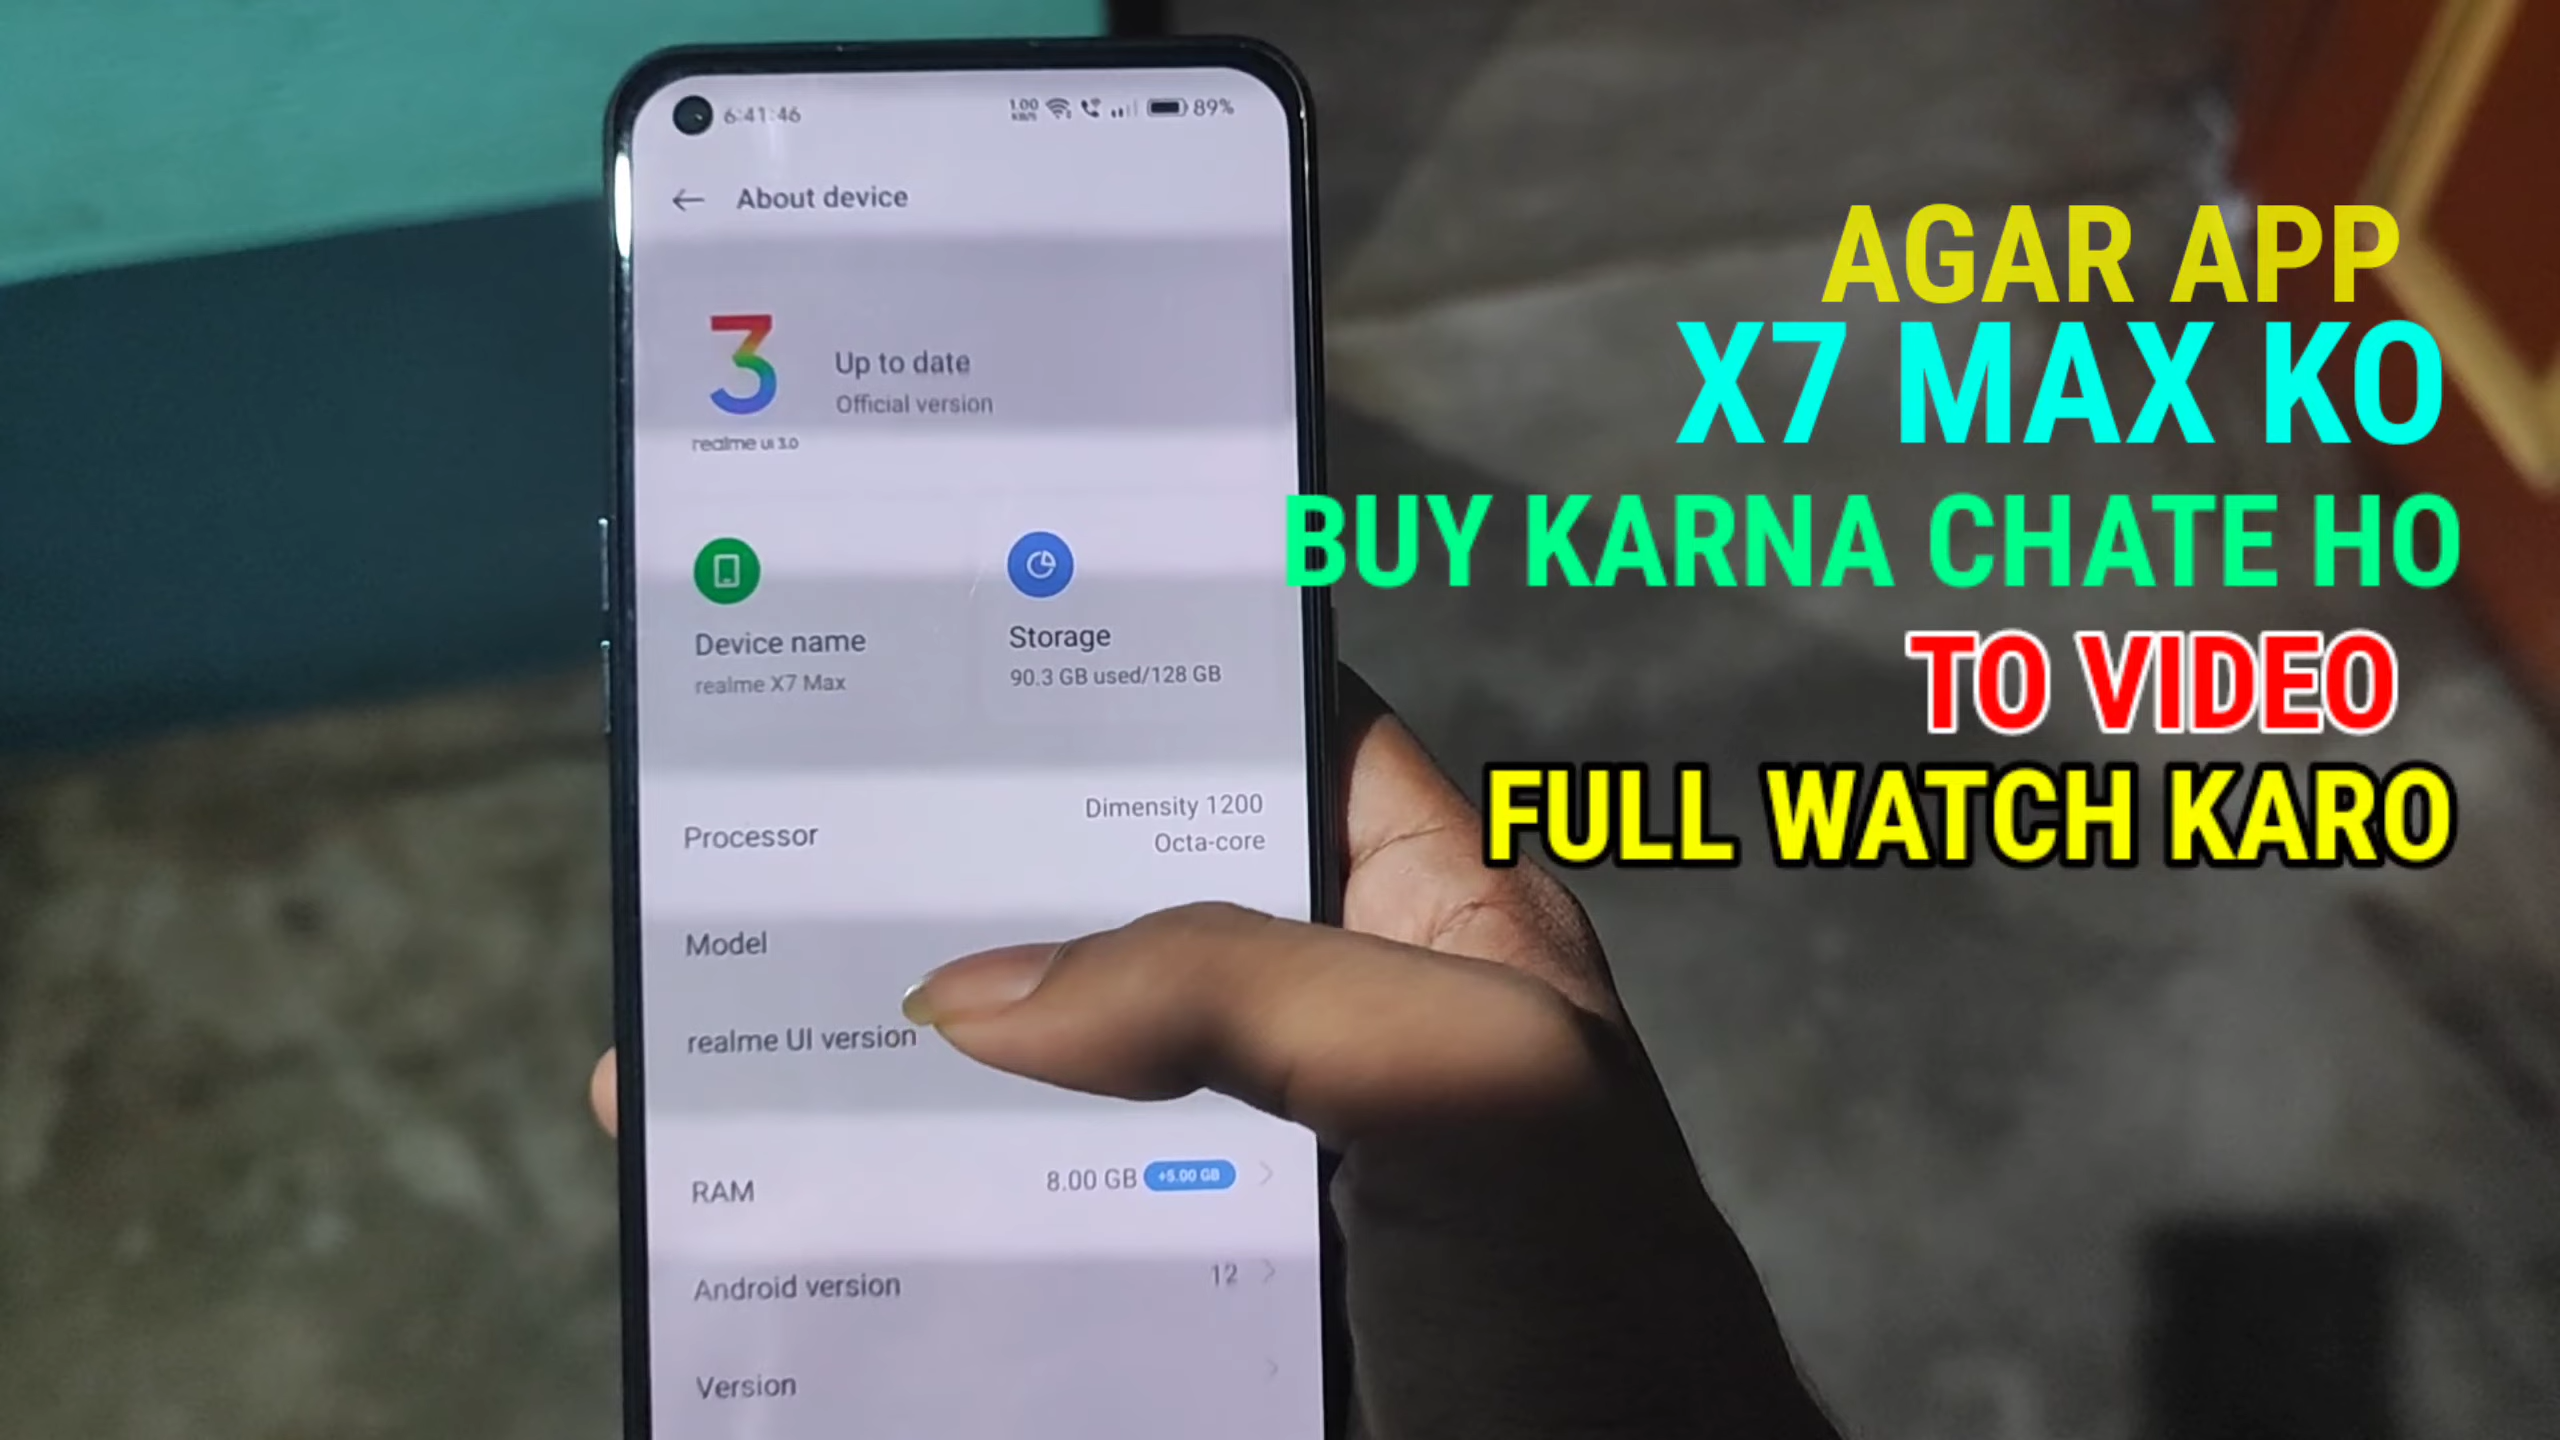 6:41:46
1.00 KB/S 89%
About device
3
realme UI 3.0
Up to date
Official version
Device name
realme X7 Max
Storage
90.3 GB used/128 GB
Processor
Dimensity 1200
Octa-core
Model
realme UI version
RAM
8.00 GB +5.00 GB
Android version
12
Version
AGAR APP
X7 MAX KO
BUY KARNA CHATE HO
TO VIDEO
FULL WATCH KARO